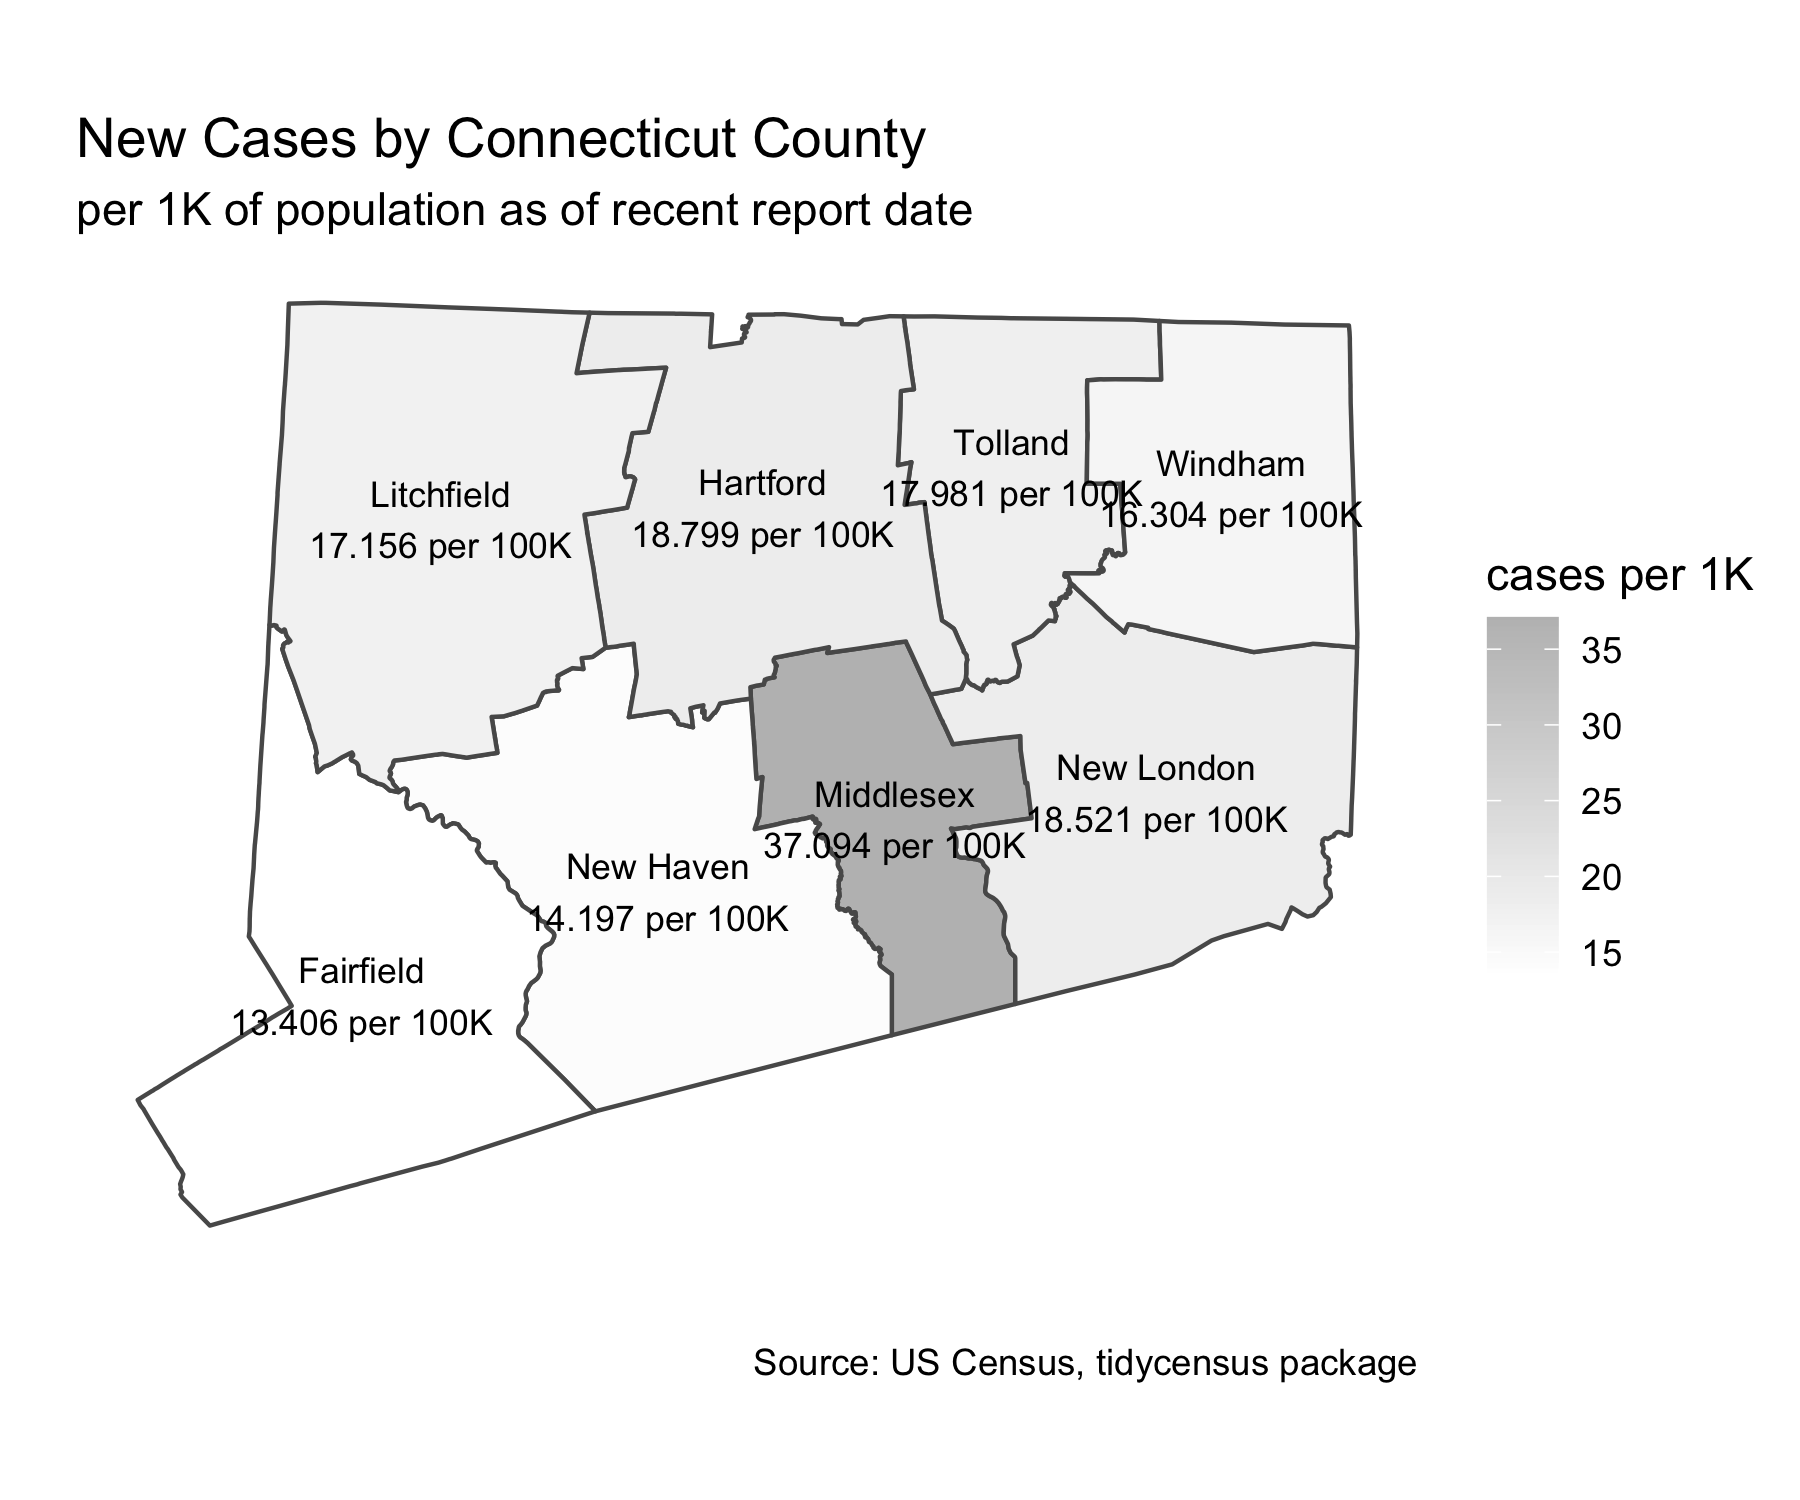 New Cases by Connecticut County
per 1K of population as of recent report date
Litchfield
17.156 per 100K
Hartford
18.799 per 100K
Tolland
17.981 per 100K
Windham
16.304 per 100K
Middlesex
37.094 per 100K
New London
18.521 per 100K
New Haven
14.197 per 100K
Fairfield
13.406 per 100K
cases per 1K
35
30
25
20
15
Source: US Census, tidycensus package